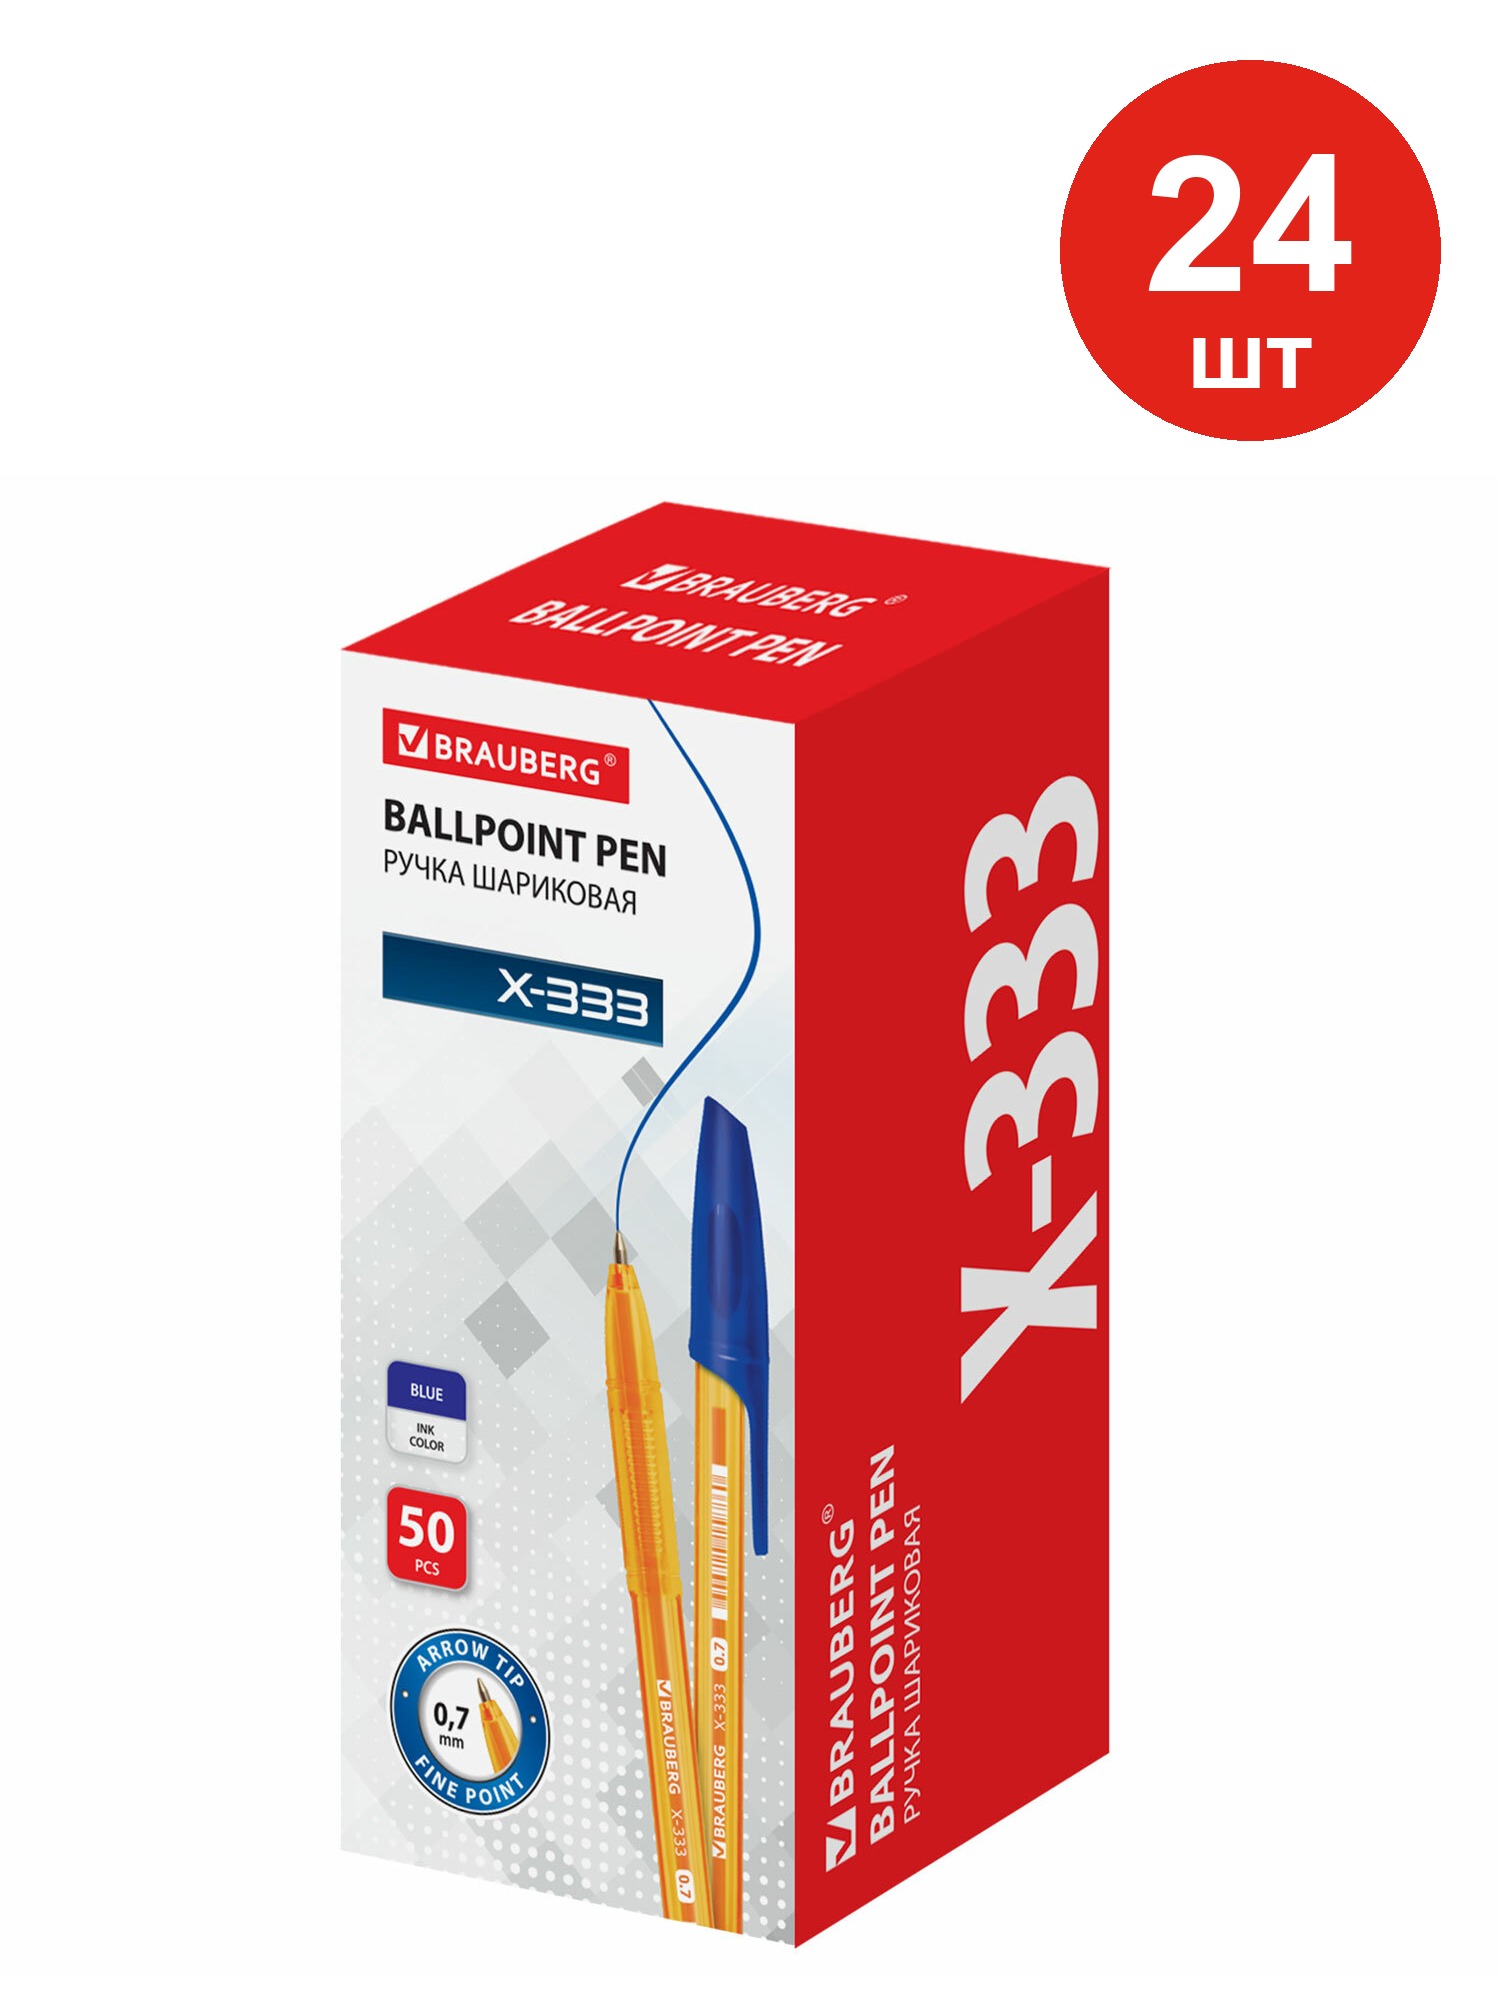 24
шт
BRAUBERG®
BALLPOINT PEN
BRAUBERG®
BALLPOINT PEN
РУЧКА ШАРИКОВАЯ
X-333
BLUE
INK
COLOR
50
PCS
ARROW TIP
0,7
mm
FINE POINT
BRAUBERG X-333 0.7
BRAUBERG X-333 0.7
X-333
BRAUBERG®
BALLPOINT PEN
РУЧКА ШАРИКОВАЯ